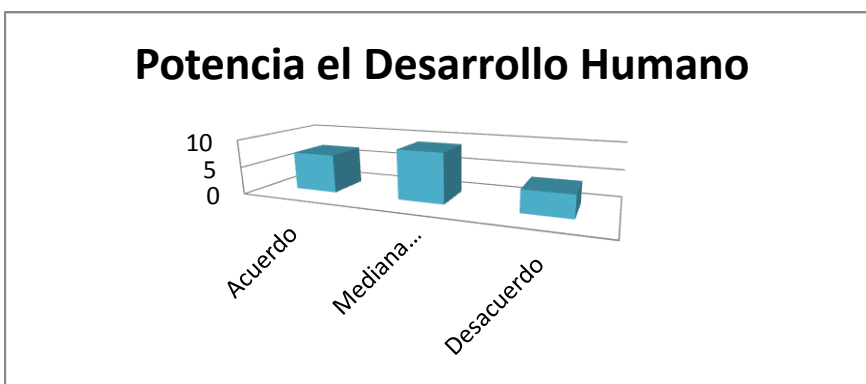 Potencia el Desarrollo Humano
10
5
0
Acuerdo
Mediana...
Desacuerdo